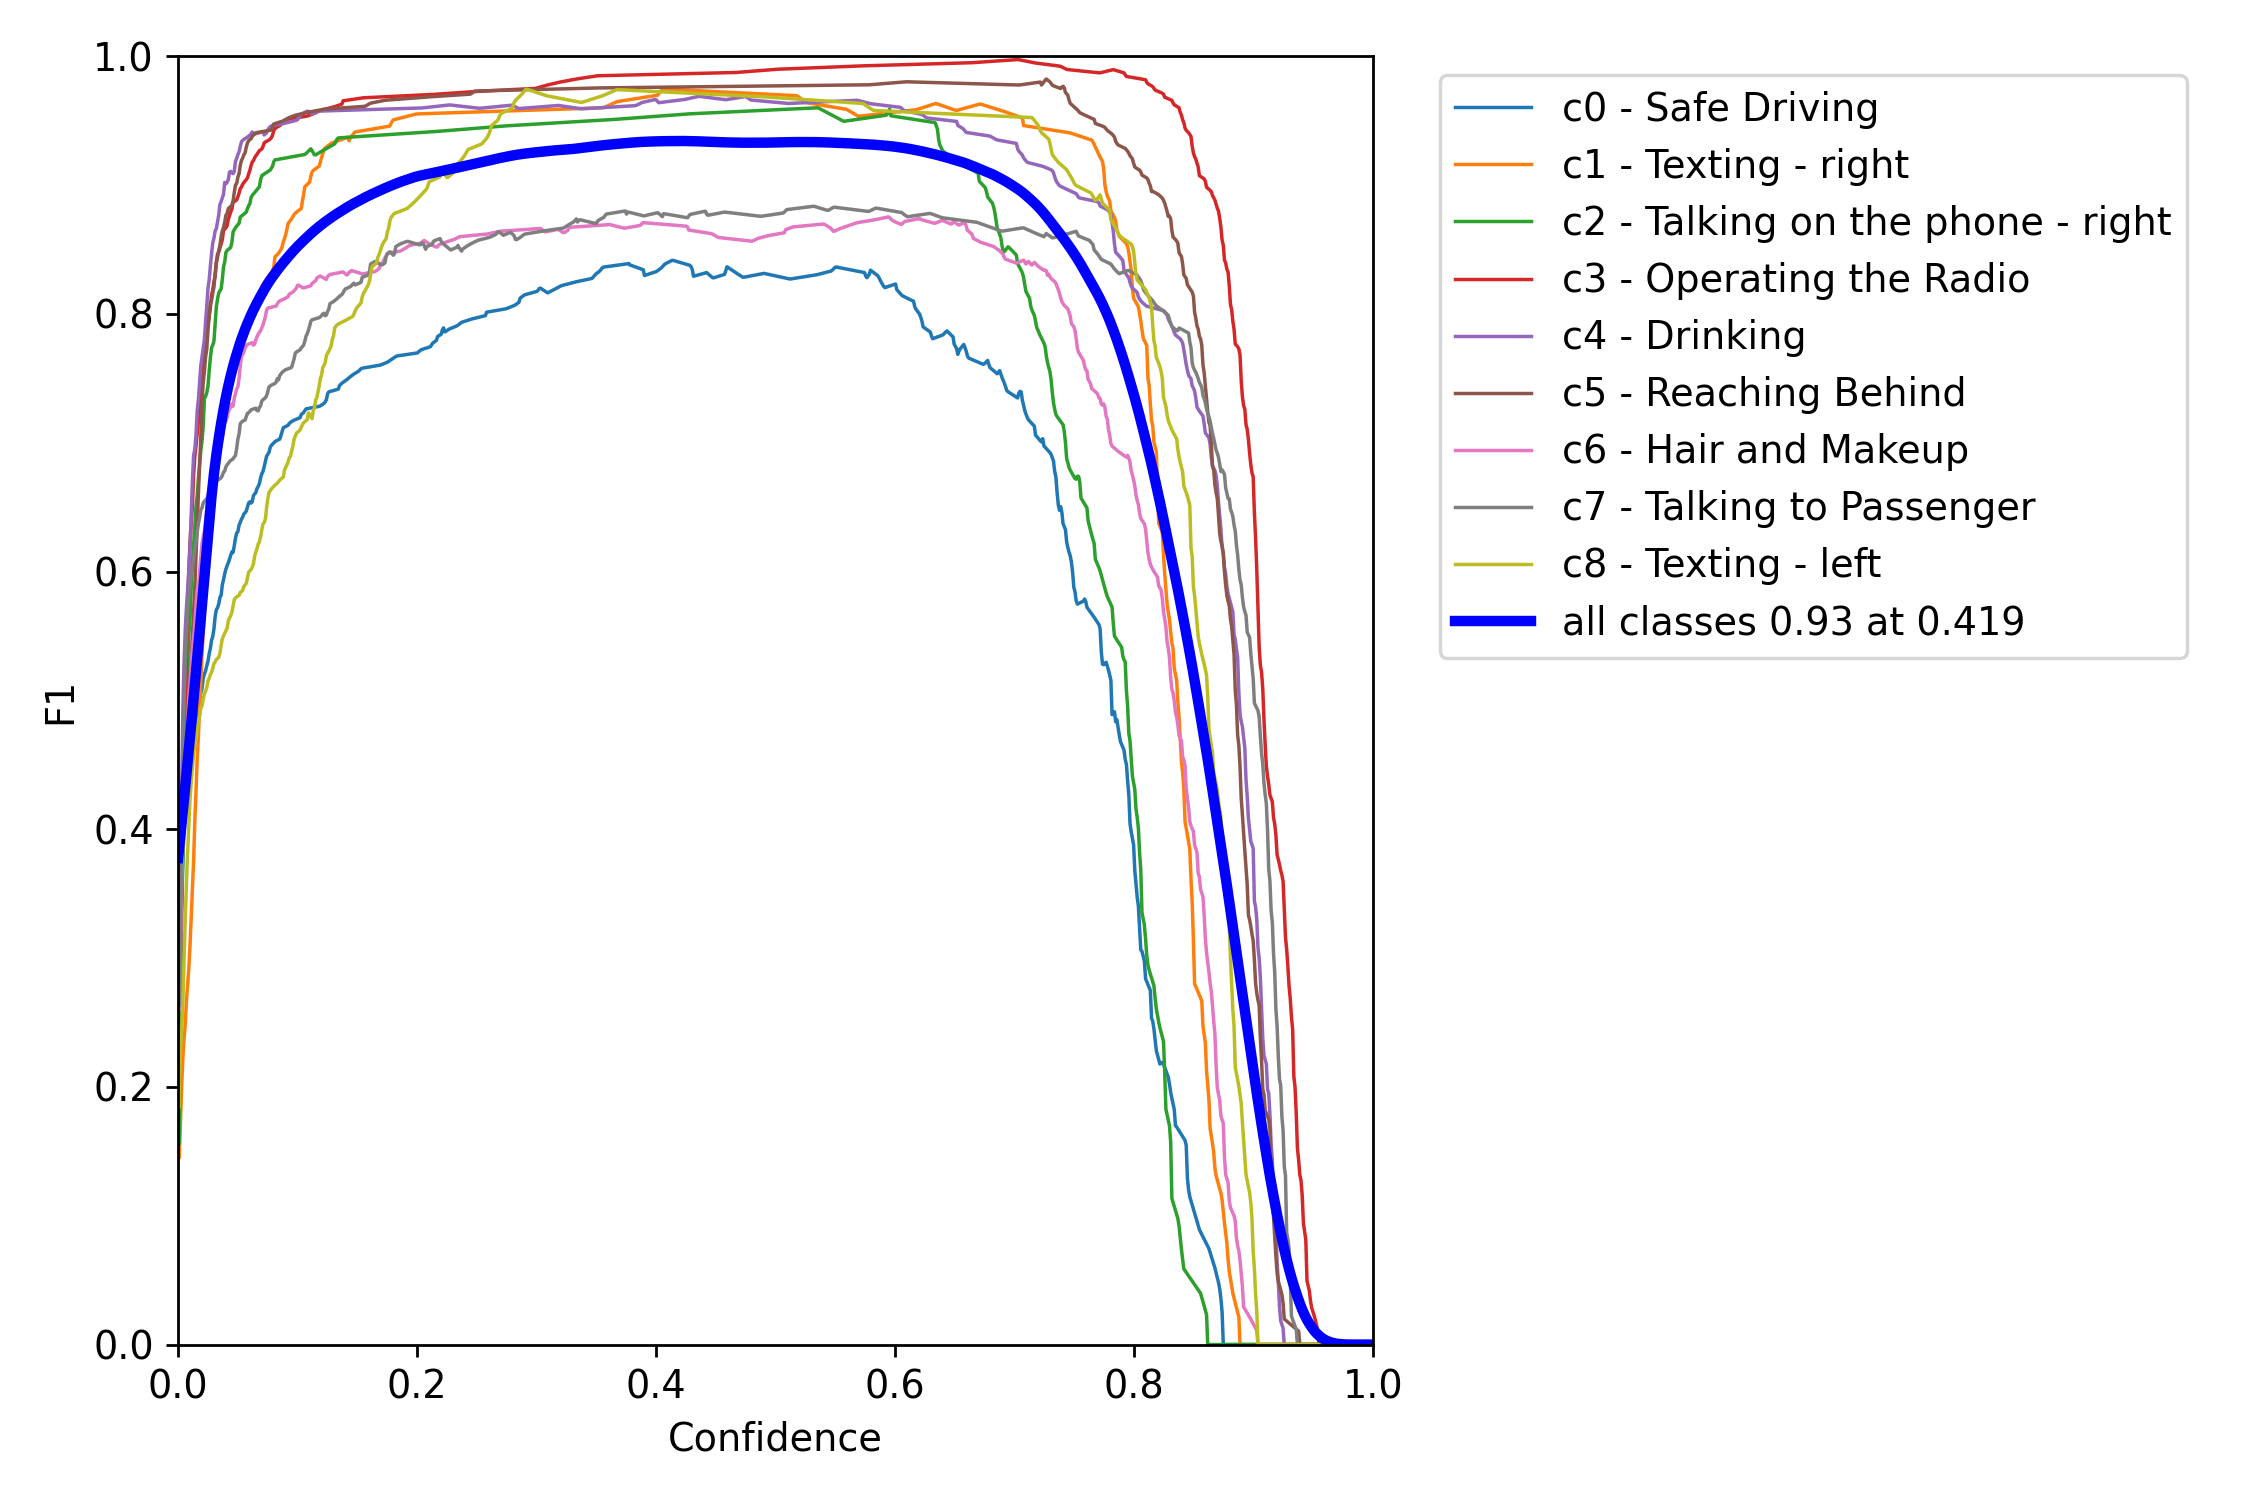 1.0
0.8
0.6
0.4
0.2
0.0
F1
0.0 0.2 0.4 0.6 0.8 1.0
Confidence
c0 - Safe Driving
c1 - Texting - right
c2 - Talking on the phone - right
c3 - Operating the Radio
c4 - Drinking
c5 - Reaching Behind
c6 - Hair and Makeup
c7 - Talking to Passenger
c8 - Texting - left
all classes 0.93 at 0.419